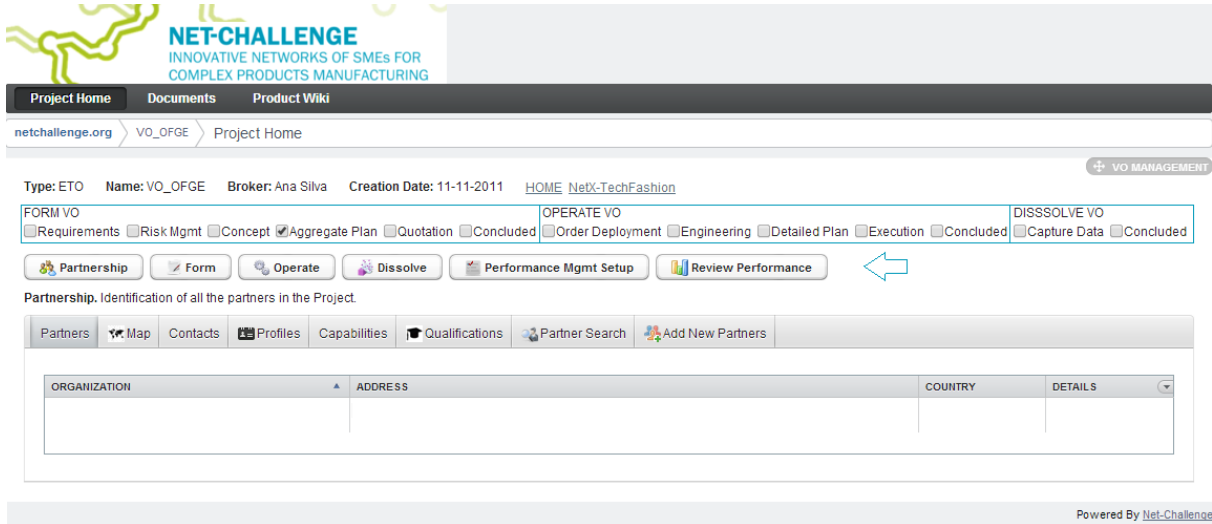 NET-CHALLENGE
INNOVATIVE NETWORKS OF SMEs FOR
COMPLEX PRODUCTS MANUFACTURING
Project Home Documents Product Wiki
netchallenge.org VO_OFGE Project Home
VO MANAGEMENT
Type: ETO Name: VO_OFGE Broker: Ana Silva Creation Date: 11-11-2011 HOME NetX-TechFashion
FORM VO OPERATE VO DISSSOLVE VO
Requirements Risk Mgmt Concept Aggregate Plan Quotation Concluded Order Deployment Engineering Detailed Plan Execution Concluded Capture Data Concluded
Partnership Form Operate Dissolve Performance Mgmt Setup Review Performance
Partnership. Identification of all the partners in the Project.
Partners Map Contacts Profiles Capabilities Qualifications Partner Search Add New Partners
ORGANIZATION ADDRESS COUNTRY DETAILS
Powered By Net-Challenge